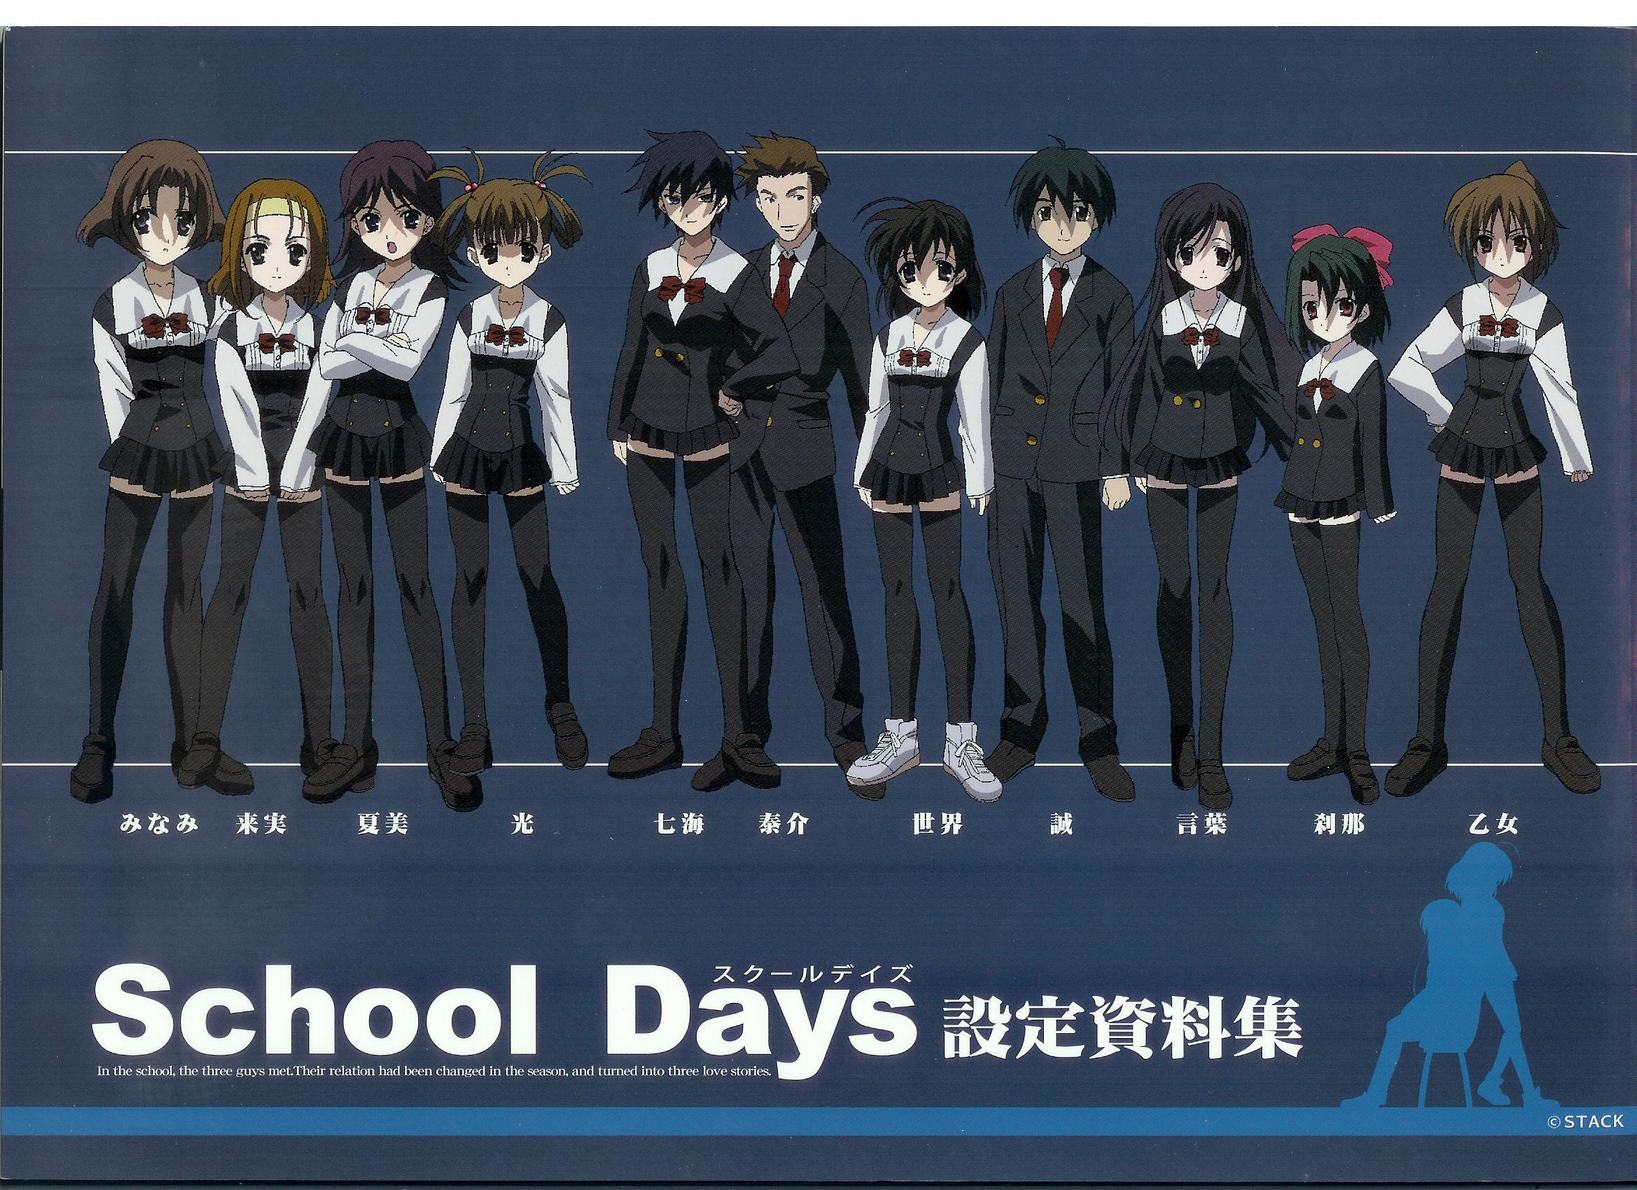 みなみ 来実 夏美 光 七海 泰介 世界 誠 言葉 刹那 乙女
スクールデイズ
School Days 設定資料集
In the school, the three guys met.Their relation had been changed in the season, and turned into three love stories.
©STACK